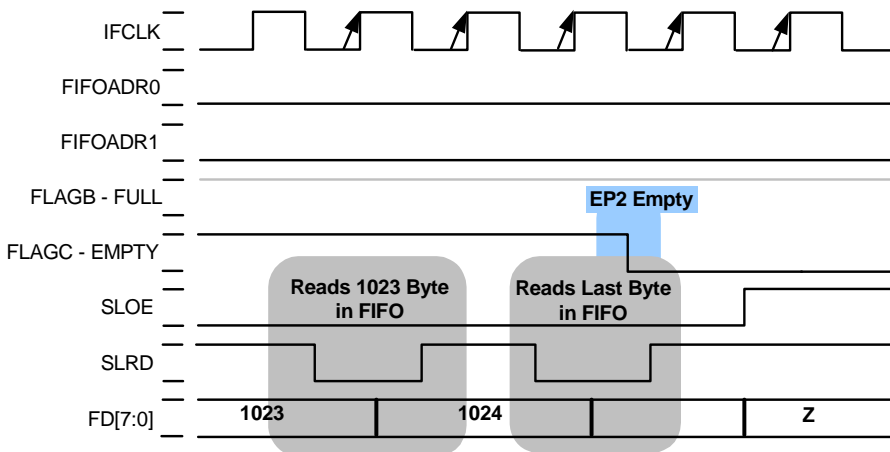 IFCLK
FIFOADR0
FIFOADR1
FLAGB - FULL
EP2 Empty
FLAGC - EMPTY
Reads 1023 Byte
in FIFO
Reads Last Byte
in FIFO
SLOE
SLRD
FD[7:0]
1023
1024
Z